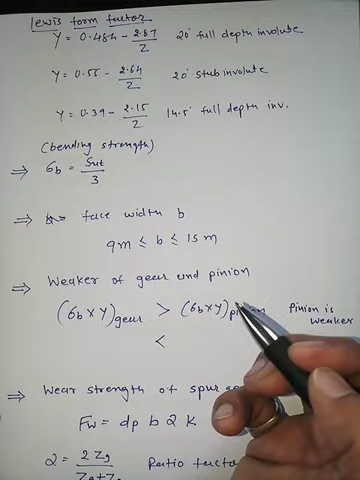 Lewis form factor
Y = 0.484 - 2.87/Z 20° full depth involute
Y = 0.55 - 2.64/Z 20° stub involute
Y = 0.39 - 2.15/Z 14.5° full depth inv.
(bending strength)
⇒ σb = Sut/3
⇒ face width b
9m ≤ b ≤ 15m
⇒ Weaker of gear and pinion
(σb × Y)gear > (σb × Y)pinion Pinion is weaker
<
⇒ Wear strength of spur
Fw = dp b Q K
Q = 2Zg/Zg+Z Ratio factor